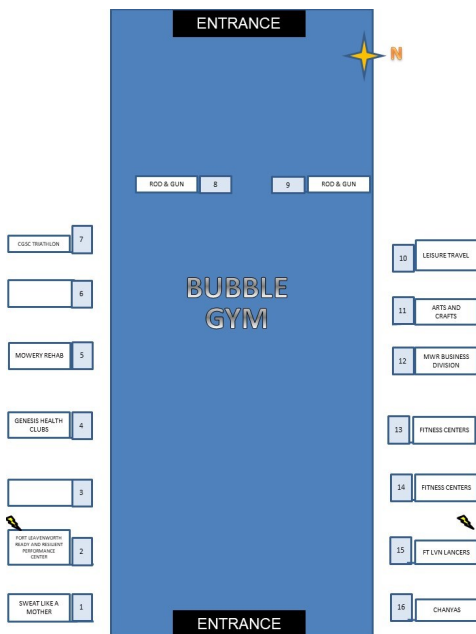 ENTRANCE
N
ROD & GUN
8
9
ROD & GUN
CGSC TRIATHLON
7
10
LEISURE TRAVEL
6
BUBBLE
GYM
11
ARTS AND
CRAFTS
MOWERY REHAB
5
12
MWR BUSINESS
DIVISION
GENESIS HEALTH
CLUBS
4
13
FITNESS CENTERS
3
14
FITNESS CENTERS
FORT LEAVENWORTH
READY AND RESILIENT
PERFORMANCE
CENTER
2
15
FT LVN LANCERS
SWEAT LIKE A
MOTHER
1
16
CHANYAS
ENTRANCE